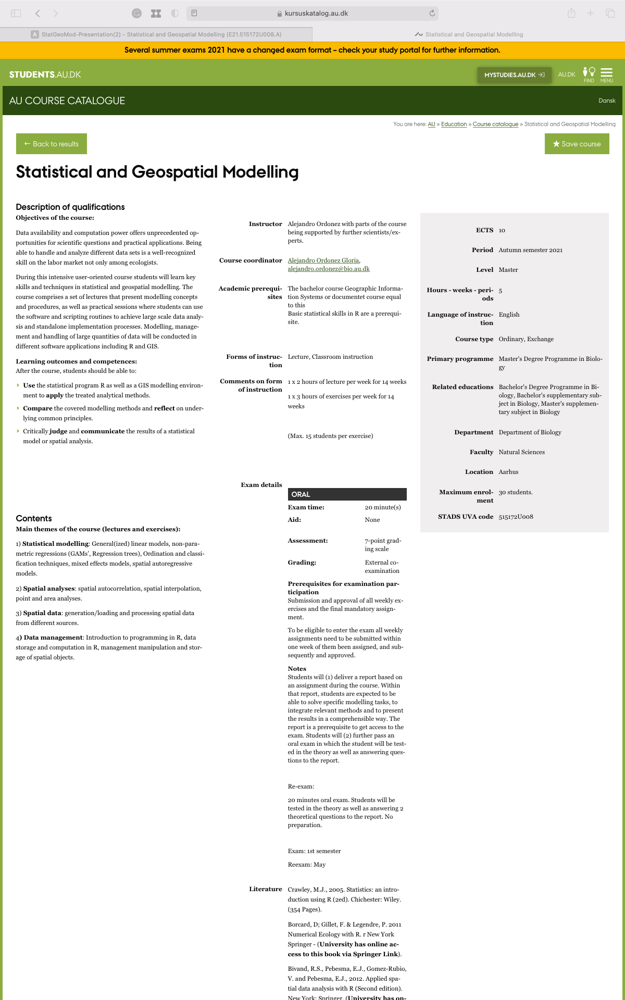 kursuskatalog.au.dk
A StatGeoMod-Presentation(2) - Statistical and Geospatial Modelling (E21.515172U008.A)
Statistical and Geospatial Modelling
Several summer exams 2021 have a changed exam format – check your study portal for further information.
STUDENTS.AU.DK
MYSTUDIES.AU.DK
AU.DK
FIND
MENU
AU COURSE CATALOGUE
Dansk
You are here: AU » Education » Course catalogue » Statistical and Geospatial Modelling
← Back to results
★ Save course
Statistical and Geospatial Modelling
Description of qualifications
Objectives of the course:
Data availability and computation power offers unprecedented op-
portunities for scientific questions and practical applications. Being
able to handle and analyze different data sets is a well-recognized
skill on the labor market not only among ecologists.
During this intensive user-oriented course students will learn key
skills and techniques in statistical and geospatial modelling. The
course comprises a set of lectures that present modelling concepts
and procedures, as well as practical sessions where students can use
the software and scripting routines to achieve large scale data analy-
sis and standalone implementation processes. Modelling, manage-
ment and handling of large quantities of data will be conducted in
different software applications including R and GIS.
Learning outcomes and competences:
After the course, students should be able to:
Use the statistical program R as well as a GIS modelling environ-
ment to apply the treated analytical methods.
Compare the covered modelling methods and reflect on under-
lying common principles.
Critically judge and communicate the results of a statistical
model or spatial analysis.
Contents
Main themes of the course (lectures and exercises):
1) Statistical modelling: General(ized) linear models, non-para-
metric regressions (GAMs', Regression trees), Ordination and classi-
fication techniques, mixed effects models, spatial autoregressive
models.
2) Spatial analyses: spatial autocorrelation, spatial interpolation,
point and area analyses.
3) Spatial data: generation/loading and processing spatial data
from different sources.
4) Data management: Introduction to programming in R, data
storage and computation in R, management manipulation and stor-
age of spatial objects.
Instructor
Alejandro Ordonez with parts of the course
being supported by further scientists/ex-
perts.
Course coordinator
Alejandro Ordonez Gloria,
alejandro.ordonez@bio.au.dk
Academic prerequi-
sites
The bachelor course Geographic Informa-
tion Systems or documentet course equal
to this
Basic statistical skills in R are a prerequi-
site.
Forms of instruc-
tion
Lecture, Classroom instruction
Comments on form
of instruction
1 x 2 hours of lecture per week for 14 weeks
1 x 3 hours of exercises per week for 14
weeks
(Max. 15 students per exercise)
Exam details
ORAL
Exam time: 20 minute(s)
Aid: None
Assessment: 7-point grad-
ing scale
Grading: External co-
examination
Prerequisites for examination par-
ticipation
Submission and approval of all weekly ex-
ercises and the final mandatory assign-
ment.
To be eligible to enter the exam all weekly
assignments need to be submitted within
one week of them been assigned, and sub-
sequently and approved.
Notes
Students will (1) deliver a report based on
an assignment during the course. Within
that report, students are expected to be
able to solve specific modelling tasks, to
integrate relevant methods and to present
the results in a comprehensible way. The
report is a prerequisite to get access to the
exam. Students will (2) further pass an
oral exam in which the student will be test-
ed in the theory as well as answering ques-
tions to the report.
Re-exam:
20 minutes oral exam. Students will be
tested in the theory as well as answering 2
theoretical questions to the report. No
preparation.
Exam: 1st semester
Reexam: May
Literature
Crawley, M.J., 2005. Statistics: an intro-
duction using R (2ed). Chichester: Wiley.
(354 Pages).
Borcard, D; Gillet, F. & Legendre, P. 2011
Numerical Ecology with R. r New York
Springer - (University has online ac-
cess to this book via Springer Link).
Bivand, R.S., Pebesma, E.J., Gomez-Rubio,
V. and Pebesma, E.J., 2012. Applied spa-
tial data analysis with R (Second edition).
New York: Springer. (University has on-
ECTS 10
Period Autumn semester 2021
Level Master
Hours - weeks - peri-
ods
5
Language of instruc-
tion
English
Course type Ordinary, Exchange
Primary programme Master's Degree Programme in Biolo-
gy
Related educations Bachelor's Degree Programme in Bi-
ology, Bachelor's supplementary sub-
ject in Biology, Master's supplemen-
tary subject in Biology
Department Department of Biology
Faculty Natural Sciences
Location Aarhus
Maximum enrol-
ment
30 students.
STADS UVA code 515172U008